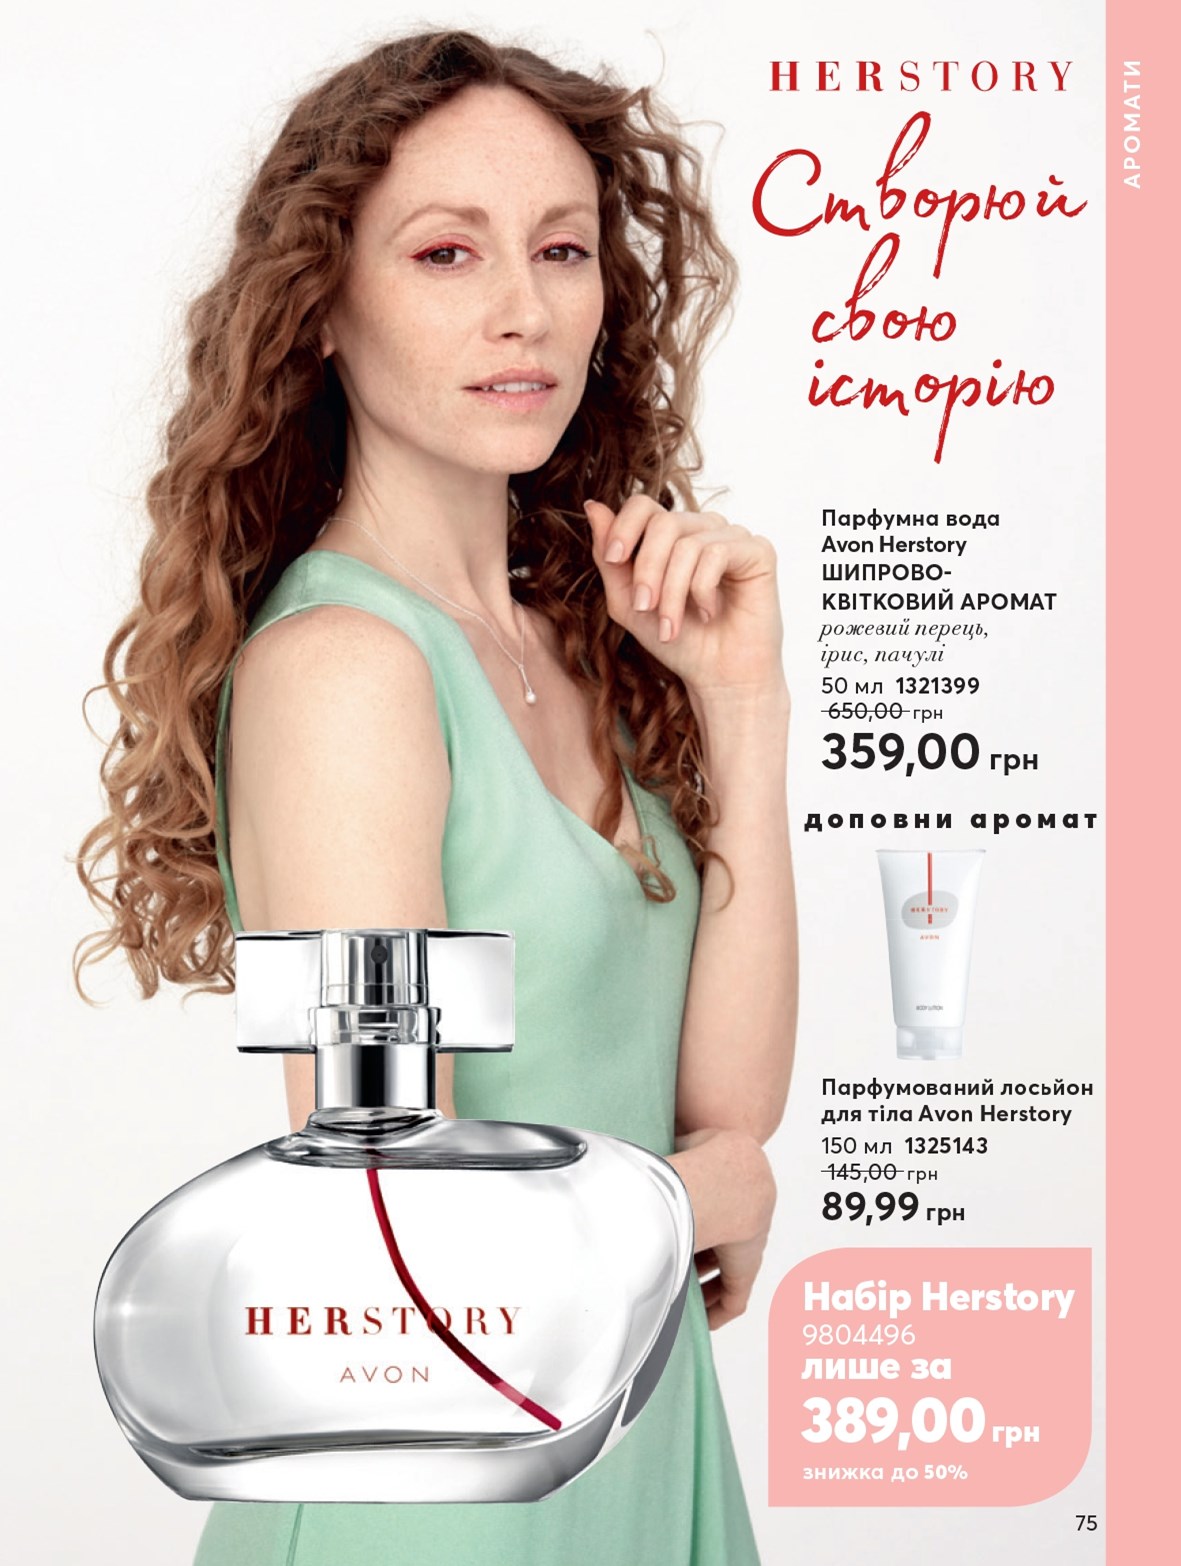 HERSTORY
Створюй
свою
історію
АРОМАТИ
Парфумна вода
Avon Herstory
ШИПРОВО-
КВІТКОВИЙ АРОМАТ
рожевий перець,
ірис, пачулі
50 мл 1321399
650,00 грн
359,00 грн
доповни аромат
HERSTORY
AVON
BODY LOTION
Парфумований лосьйон
для тіла Avon Herstory
150 мл 1325143
145,00 грн
89,99 грн
HERSTORY
AVON
Набір Herstory
9804496
лише за
389,00 грн
знижка до 50%
75